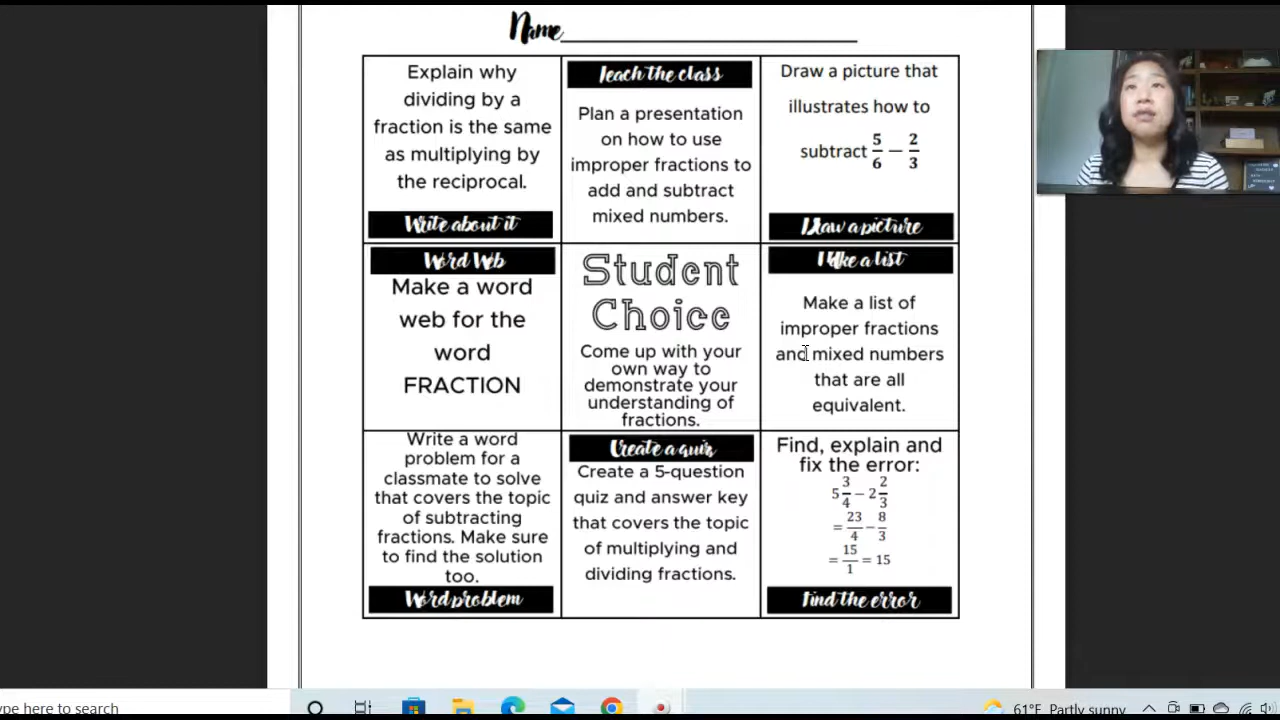 Name
Explain why
dividing by a
fraction is the same
as multiplying by
the reciprocal.
Write about it
Teach the class
Plan a presentation
on how to use
improper fractions to
add and subtract
mixed numbers.
Draw a picture that
illustrates how to
subtract 5/6 − 2/3
Draw a picture
Word Web
Make a word
web for the
word
FRACTION
Student
Choice
Come up with your
own way to
demonstrate your
understanding of
fractions.
Make a list
Make a list of
improper fractions
and mixed numbers
that are all
equivalent.
Write a word
problem for a
classmate to solve
that covers the topic
of subtracting
fractions. Make sure
to find the solution
too.
Word problem
Create a quiz
Create a 5-question
quiz and answer key
that covers the topic
of multiplying and
dividing fractions.
Find, explain and
fix the error:
5 3/4 − 2 2/3
= 23/4 − 8/3
= 15/1 = 15
Find the error
ype here to search
61°F Partly sunny